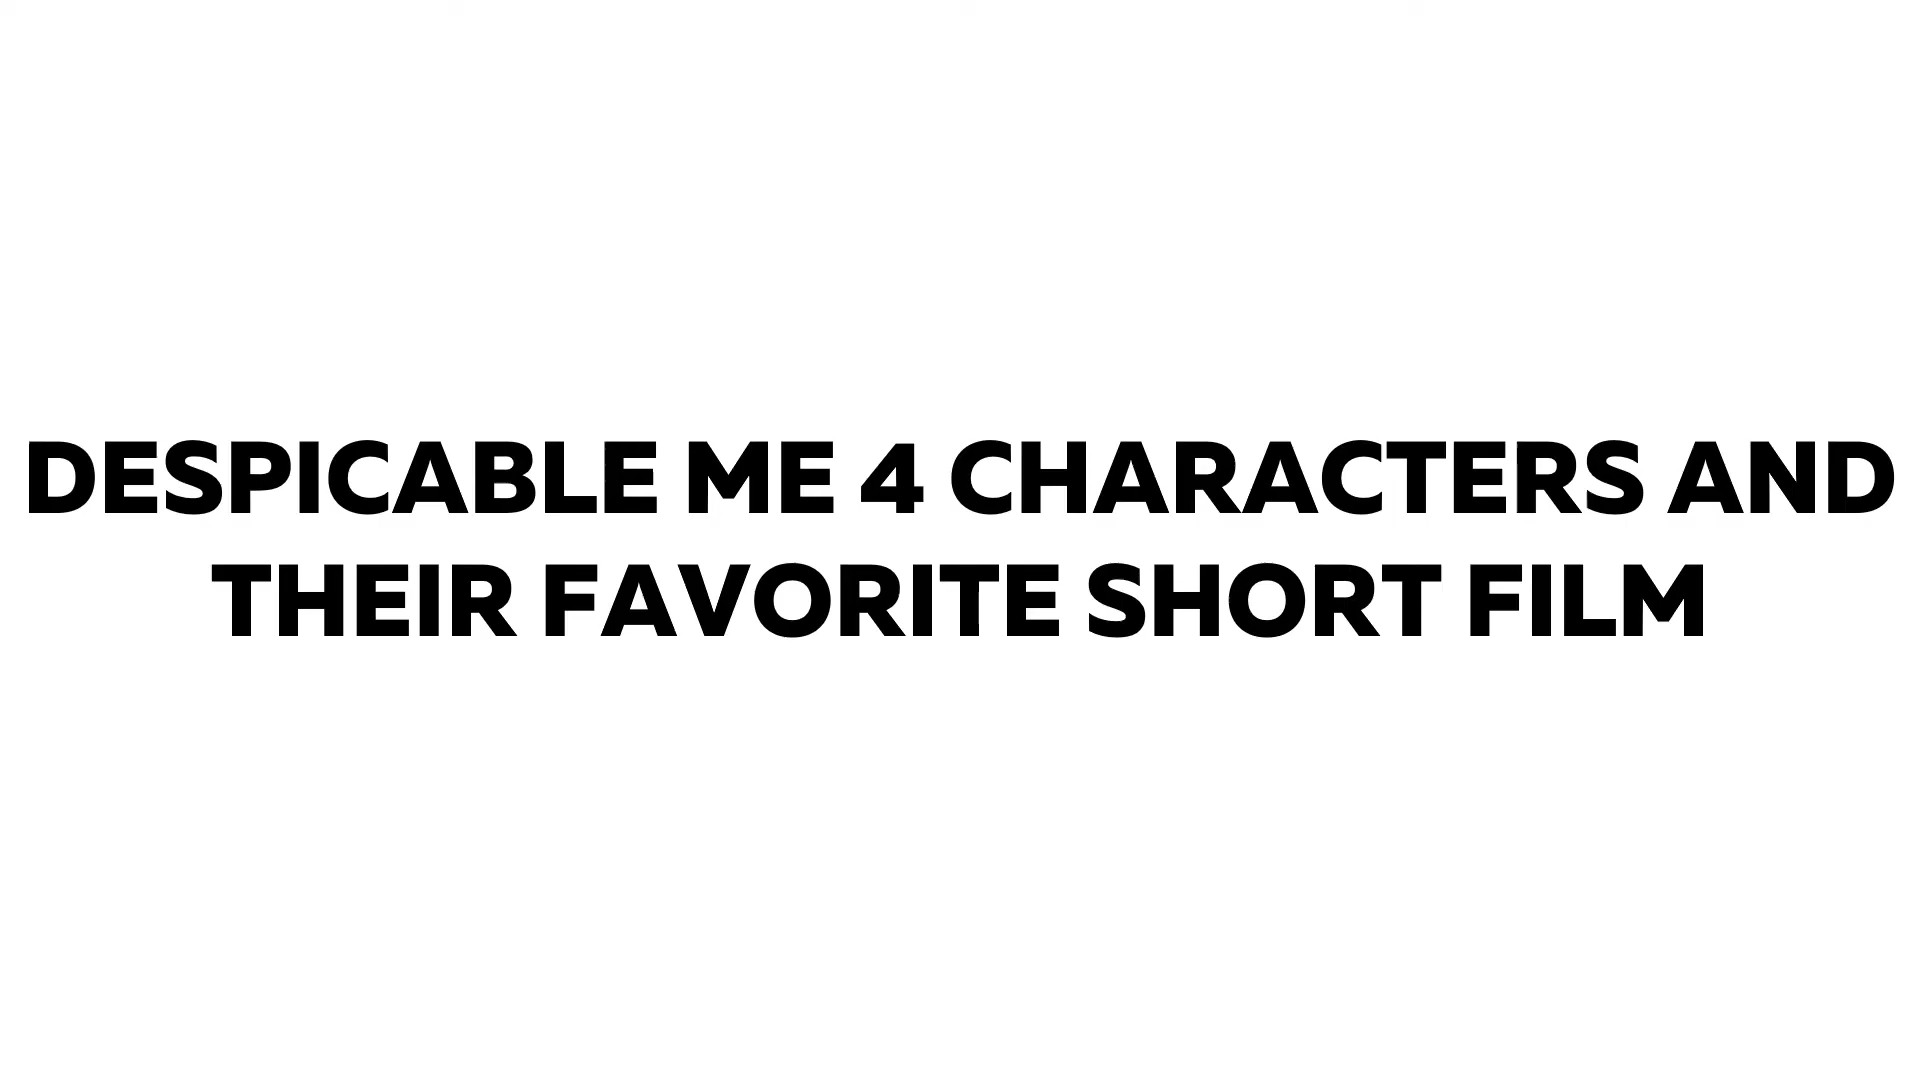 DESPICABLE ME 4 CHARACTERS AND
THEIR FAVORITE SHORT FILM